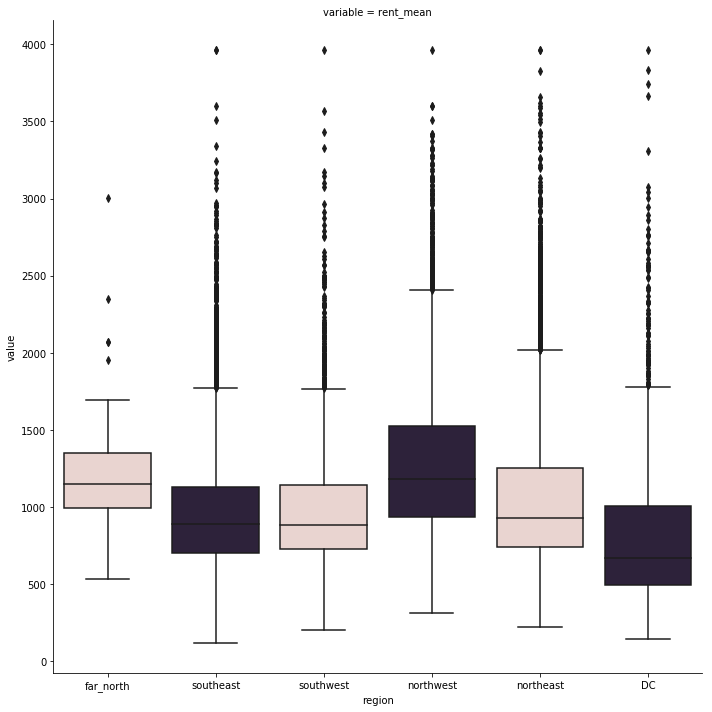 variable = rent_mean
4000
3500
3000
2500
2000
1500
1000
500
0
value
far_north southeast southwest northwest northeast DC
region